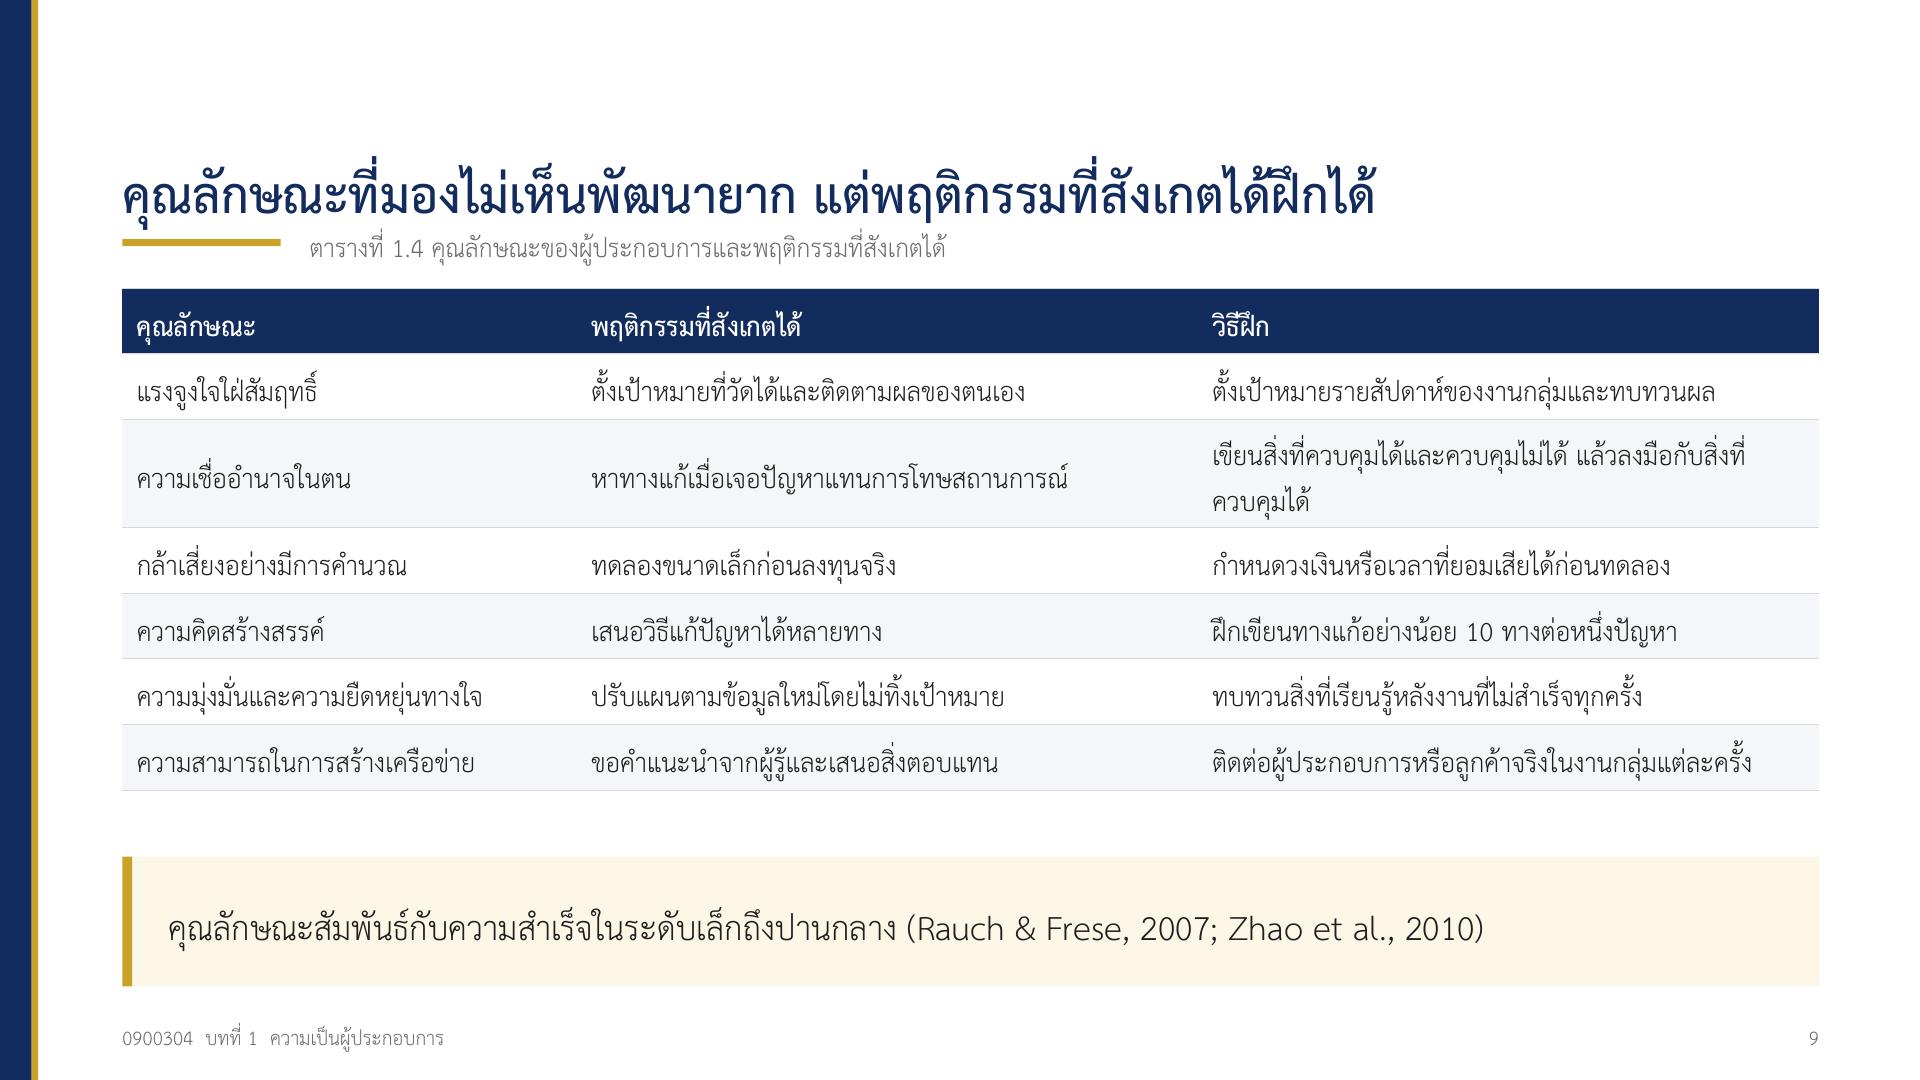 คุณลักษณะที่มองไม่เห็นพัฒนายาก แต่พฤติกรรมที่สังเกตได้ฝึกได้
ตารางที่ 1.4 คุณลักษณะของผู้ประกอบการและพฤติกรรมที่สังเกตได้
คุณลักษณะ พฤติกรรมที่สังเกตได้ วิธีฝึก
แรงจูงใจใฝ่สัมฤทธิ์ ตั้งเป้าหมายที่วัดได้และติดตามผลของตนเอง ตั้งเป้าหมายรายสัปดาห์ของงานกลุ่มและทบทวนผล
ความเชื่ออำนาจในตน หาทางแก้เมื่อเจอปัญหาแทนการโทษสถานการณ์ เขียนสิ่งที่ควบคุมได้และควบคุมไม่ได้ แล้วลงมือกับสิ่งที่
ควบคุมได้
กล้าเสี่ยงอย่างมีการคำนวณ ทดลองขนาดเล็กก่อนลงทุนจริง กำหนดวงเงินหรือเวลาที่ยอมเสียได้ก่อนทดลอง
ความคิดสร้างสรรค์ เสนอวิธีแก้ปัญหาได้หลายทาง ฝึกเขียนทางแก้อย่างน้อย 10 ทางต่อหนึ่งปัญหา
ความมุ่งมั่นและความยืดหยุ่นทางใจ ปรับแผนตามข้อมูลใหม่โดยไม่ทิ้งเป้าหมาย ทบทวนสิ่งที่เรียนรู้หลังงานที่ไม่สำเร็จทุกครั้ง
ความสามารถในการสร้างเครือข่าย ขอคำแนะนำจากผู้รู้และเสนอสิ่งตอบแทน ติดต่อผู้ประกอบการหรือลูกค้าจริงในงานกลุ่มแต่ละครั้ง
คุณลักษณะสัมพันธ์กับความสำเร็จในระดับเล็กถึงปานกลาง (Rauch & Frese, 2007; Zhao et al., 2010)
0900304 บทที่ 1 ความเป็นผู้ประกอบการ 9